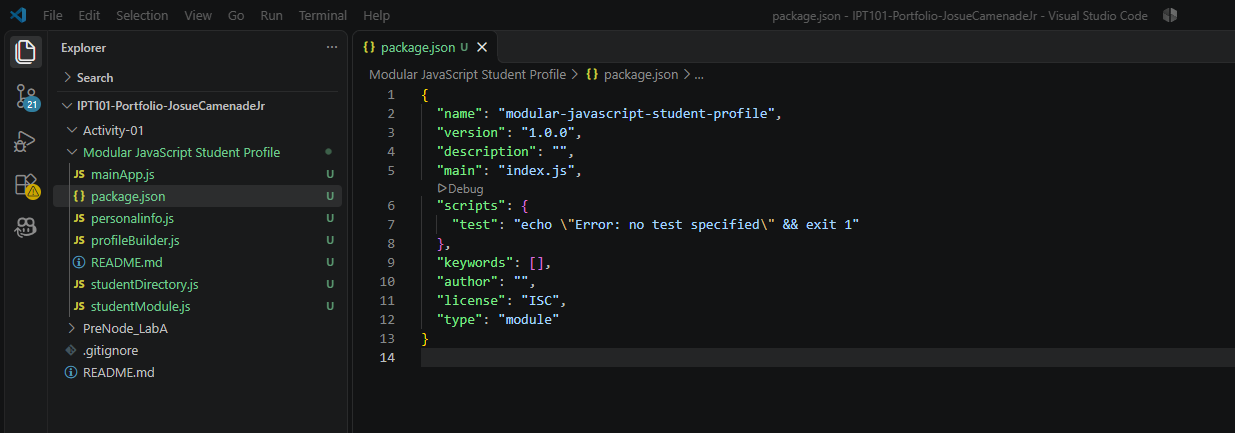 File Edit Selection View Go Run Terminal Help
package.json - IPT101-Portfolio-JosueCamenadeJr - Visual Studio Code
Explorer ...
Search
IPT101-Portfolio-JosueCamenadeJr
Activity-01
Modular JavaScript Student Profile
JS mainApp.js U
{} package.json U
JS personalinfo.js U
JS profileBuilder.js U
README.md U
JS studentDirectory.js U
JS studentModule.js U
PreNode_LabA
.gitignore
README.md
21
{} package.json U
Modular JavaScript Student Profile > {} package.json > ...
1 {
2 "name": "modular-javascript-student-profile",
3 "version": "1.0.0",
4 "description": "",
5 "main": "index.js",
Debug
6 "scripts": {
7 "test": "echo \"Error: no test specified\" && exit 1"
8 },
9 "keywords": [],
10 "author": "",
11 "license": "ISC",
12 "type": "module"
13 }
14